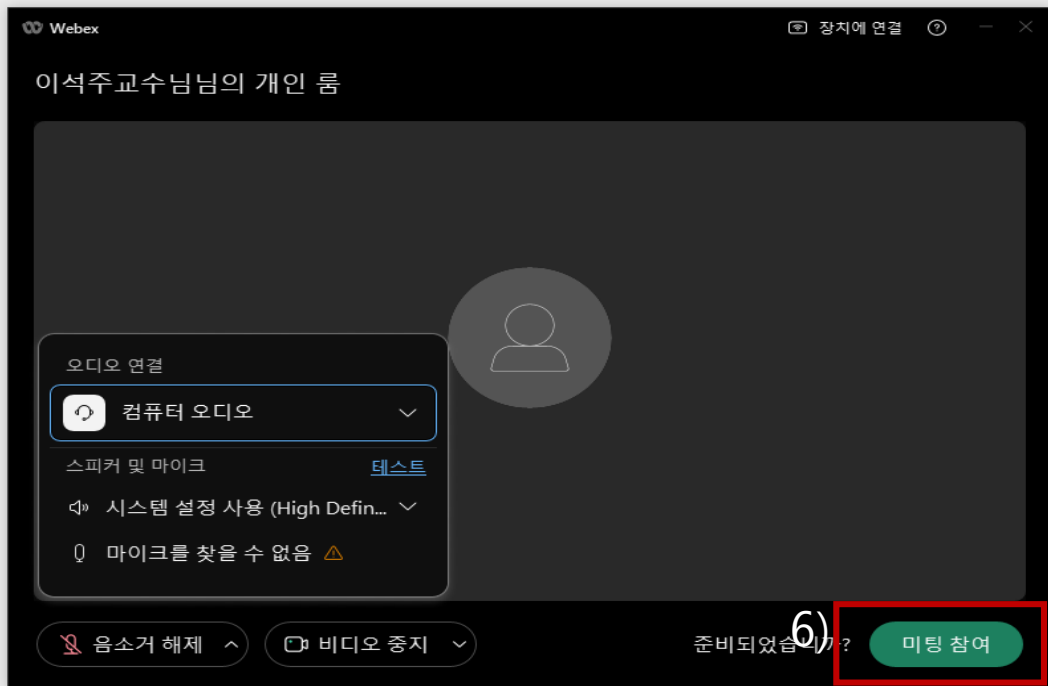 Webex
장치에 연결
이석주교수님님의 개인 룸
오디오 연결
컴퓨터 오디오
스피커 및 마이크 테스트
시스템 설정 사용 (High Defin...
마이크를 찾을 수 없음
음소거 해제
비디오 중지
준비되었습니까?
6)
미팅 참여